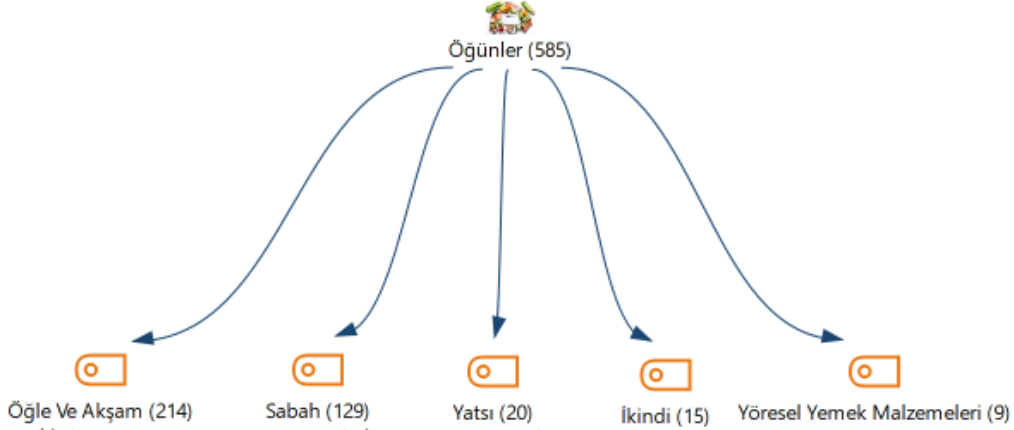 Öğünler (585)
Öğle Ve Akşam (214)
Sabah (129)
Yatsı (20)
İkindi (15)
Yöresel Yemek Malzemeleri (9)